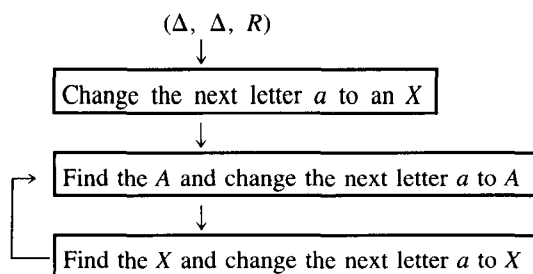 (Δ, Δ, R)
Change the next letter a to an X
Find the A and change the next letter a to A
Find the X and change the next letter a to X